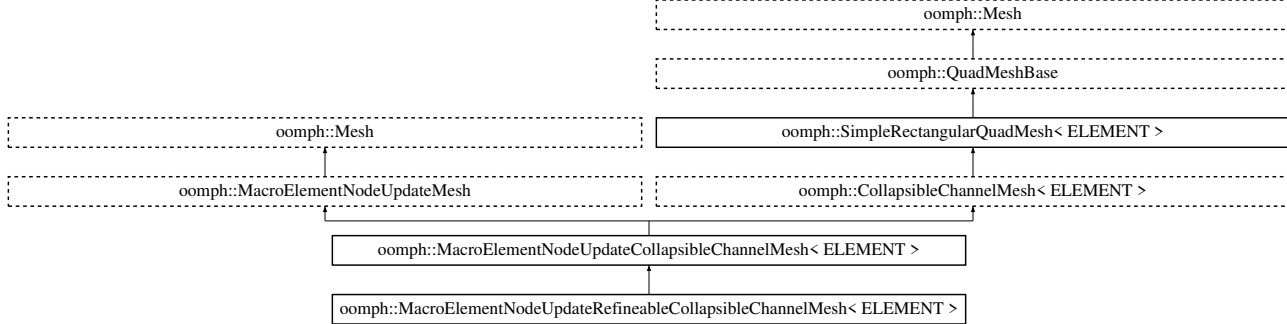 oomph::Mesh
oomph::QuadMeshBase
oomph::Mesh
oomph::SimpleRectangularQuadMesh< ELEMENT >
oomph::MacroElementNodeUpdateMesh
oomph::CollapsibleChannelMesh< ELEMENT >
oomph::MacroElementNodeUpdateCollapsibleChannelMesh< ELEMENT >
oomph::MacroElementNodeUpdateRefineableCollapsibleChannelMesh< ELEMENT >